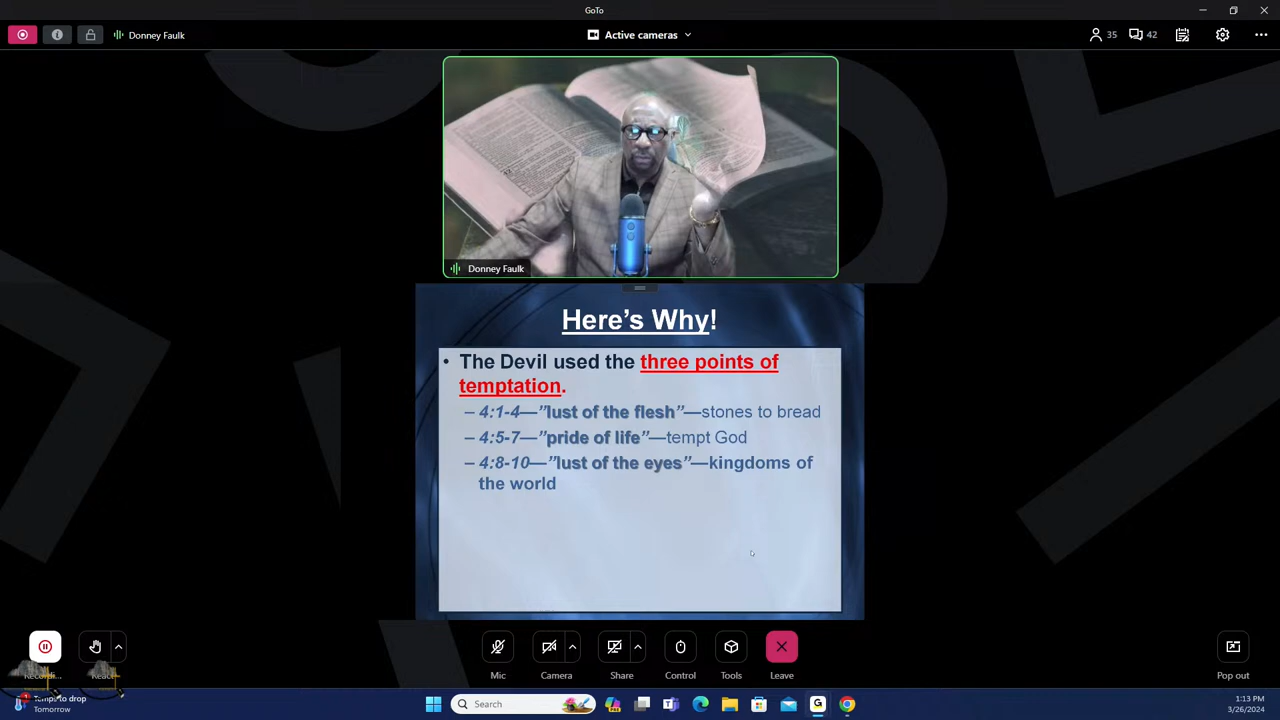 GoTo
Donney Faulk
Active cameras
35
42
Donney Faulk
Here's Why!
• The Devil used the three points of
temptation.
– 4:1-4—"lust of the flesh"—stones to bread
– 4:5-7—"pride of life"—tempt God
– 4:8-10—"lust of the eyes"—kingdoms of
the world
Mic
Camera
Share
Control
Tools
Leave
Pop out
Temps to drop
Tomorrow
Search
1:13 PM
3/26/2024